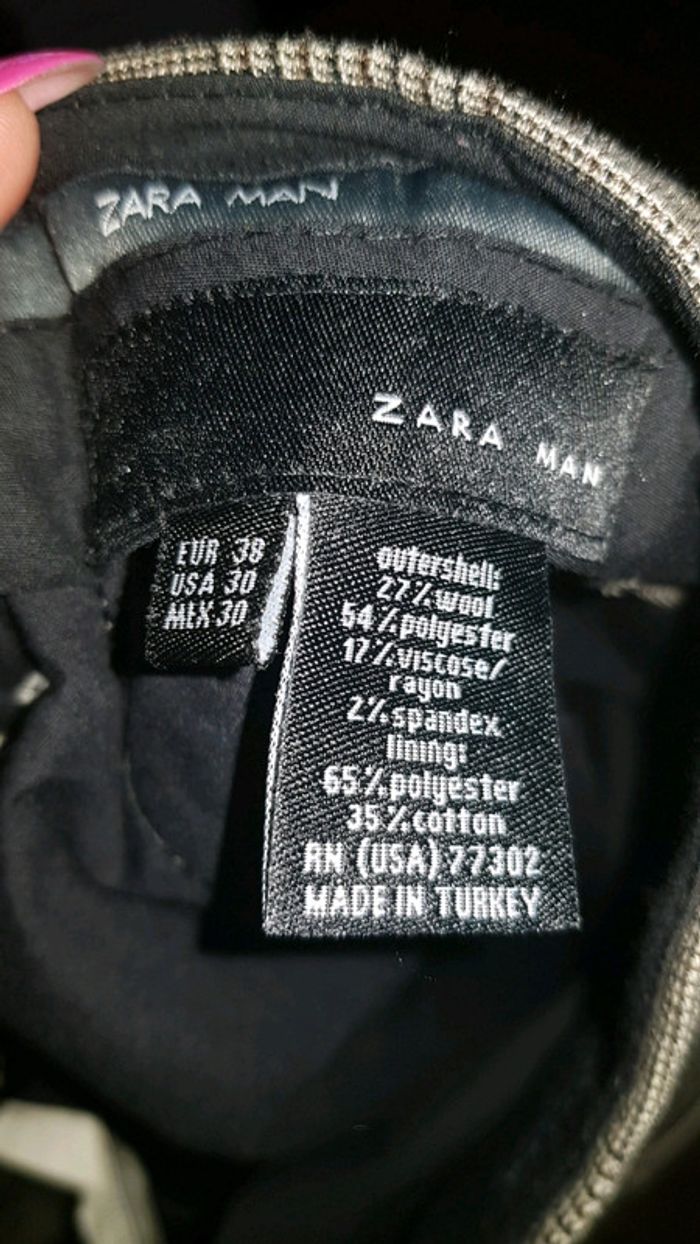 ZARA MAN
ZARA MAN
EUR 38
USA 30
MEX 30
outershell:
27%wool
54%polyester
17%viscose/
rayon
2%spandex
lining:
65%polyester
35%cotton
RN (USA) 77302
MADE IN TURKEY